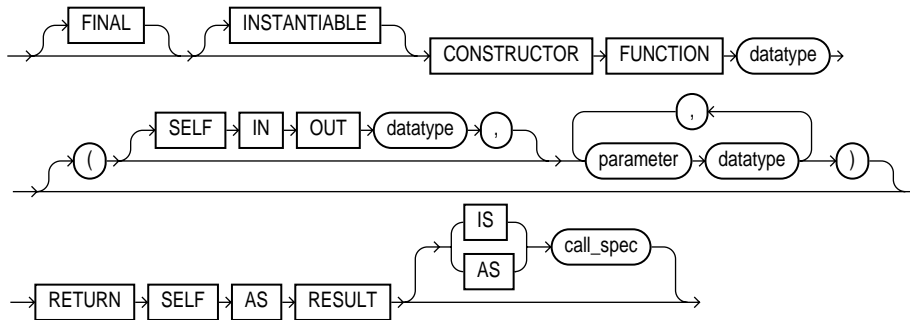 FINAL INSTANTIABLE
CONSTRUCTOR FUNCTION datatype
,
( SELF IN OUT datatype ,
parameter datatype )
IS
call_spec
AS
RETURN SELF AS RESULT